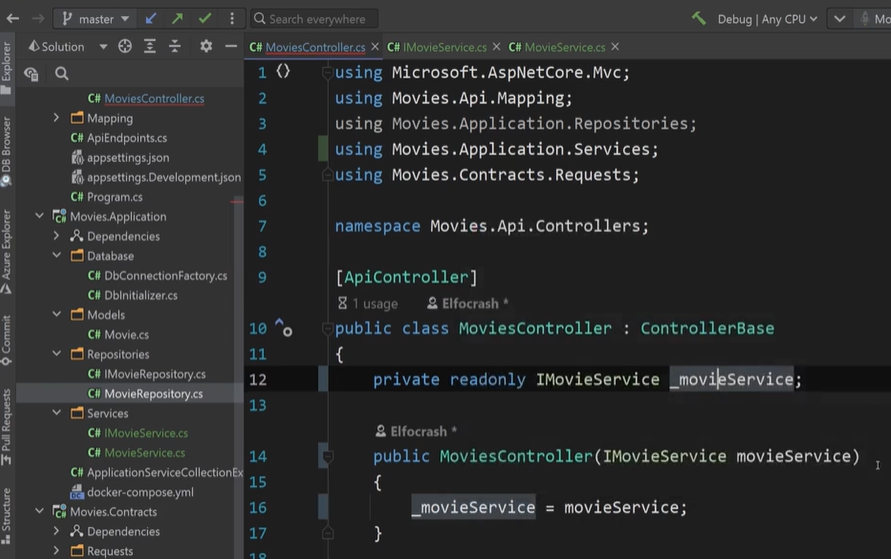 master
Search everywhere
Debug | Any CPU
Mo
Solution
MoviesController.cs
IMovieService.cs
MovieService.cs
Explorer
DB Browser
Azure Explorer
Commit
Pull Requests
Structure
C# MoviesController.cs
Mapping
C# ApiEndpoints.cs
appsettings.json
appsettings.Development.json
C# Program.cs
Movies.Application
Dependencies
Database
C# DbConnectionFactory.cs
C# DbInitializer.cs
Models
C# Movie.cs
Repositories
C# IMovieRepository.cs
C# MovieRepository.cs
Services
C# IMovieService.cs
C# MovieService.cs
C# ApplicationServiceCollectionEx
docker-compose.yml
Movies.Contracts
Dependencies
Requests
1 using Microsoft.AspNetCore.Mvc;
2 using Movies.Api.Mapping;
3 using Movies.Application.Repositories;
4 using Movies.Application.Services;
5 using Movies.Contracts.Requests;
6
7 namespace Movies.Api.Controllers;
8
9 [ApiController]
1 usage Elfocrash *
10 public class MoviesController : ControllerBase
11 {
12 private readonly IMovieService _movieService;
13
Elfocrash *
14 public MoviesController(IMovieService movieService)
15 {
16 _movieService = movieService;
17 }
18